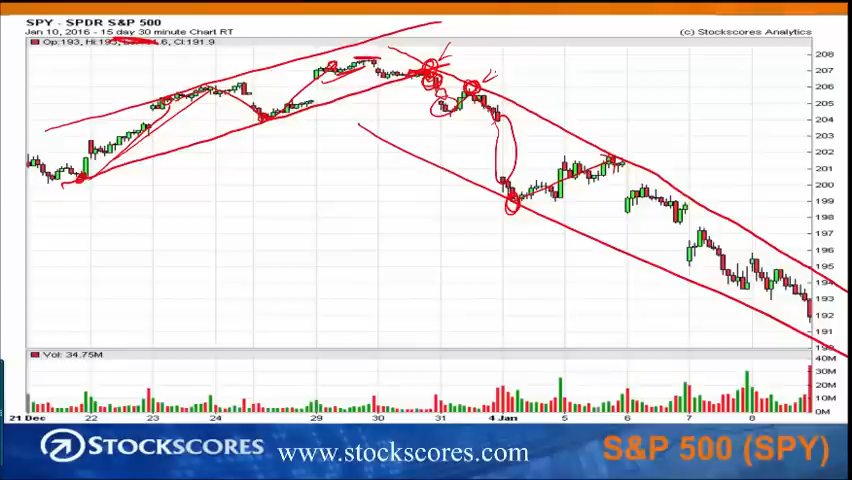 SPY - SPDR S&P 500
Jan 10, 2016 - 15 day 30 minute Chart RT
(c) Stockscores Analytics
Op:193, Hi:193, Cl:191.9
208
207
206
205
204
203
202
201
200
199
198
197
196
195
194
193
192
191
190
Vol: 34.75M
40M
30M
20M
10M
0M
21 Dec 22 23 24 28 29 30 31 4 Jan 5 6 7 8
STOCKSCORES www.stockscores.com S&P 500 (SPY)